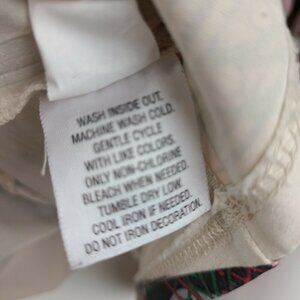 WASH INSIDE OUT.
MACHINE WASH COLD.
GENTLE CYCLE
WITH LIKE COLORS.
ONLY NON-CHLORINE
BLEACH WHEN NEEDED.
TUMBLE DRY LOW.
COOL IRON IF NEEDED.
DO NOT IRON DECORATION.